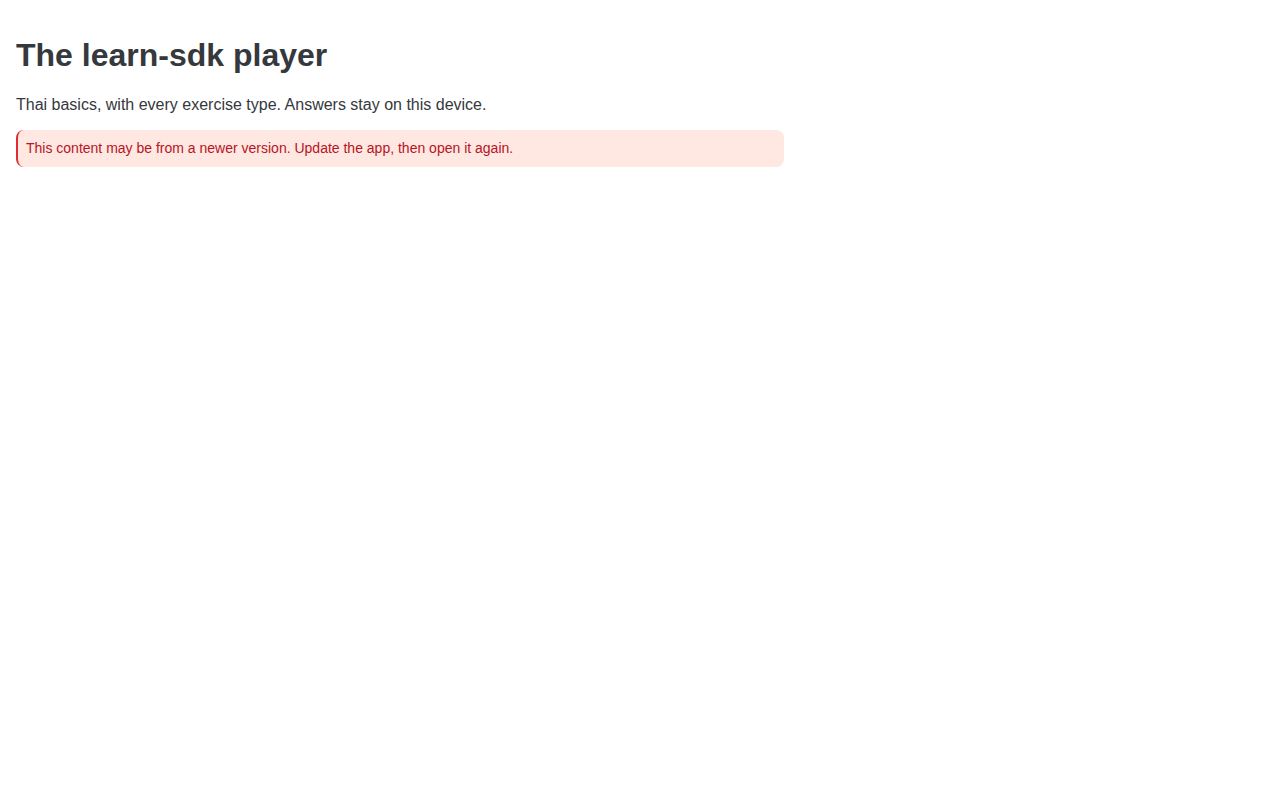 The learn-sdk player
Thai basics, with every exercise type. Answers stay on this device.
This content may be from a newer version. Update the app, then open it again.